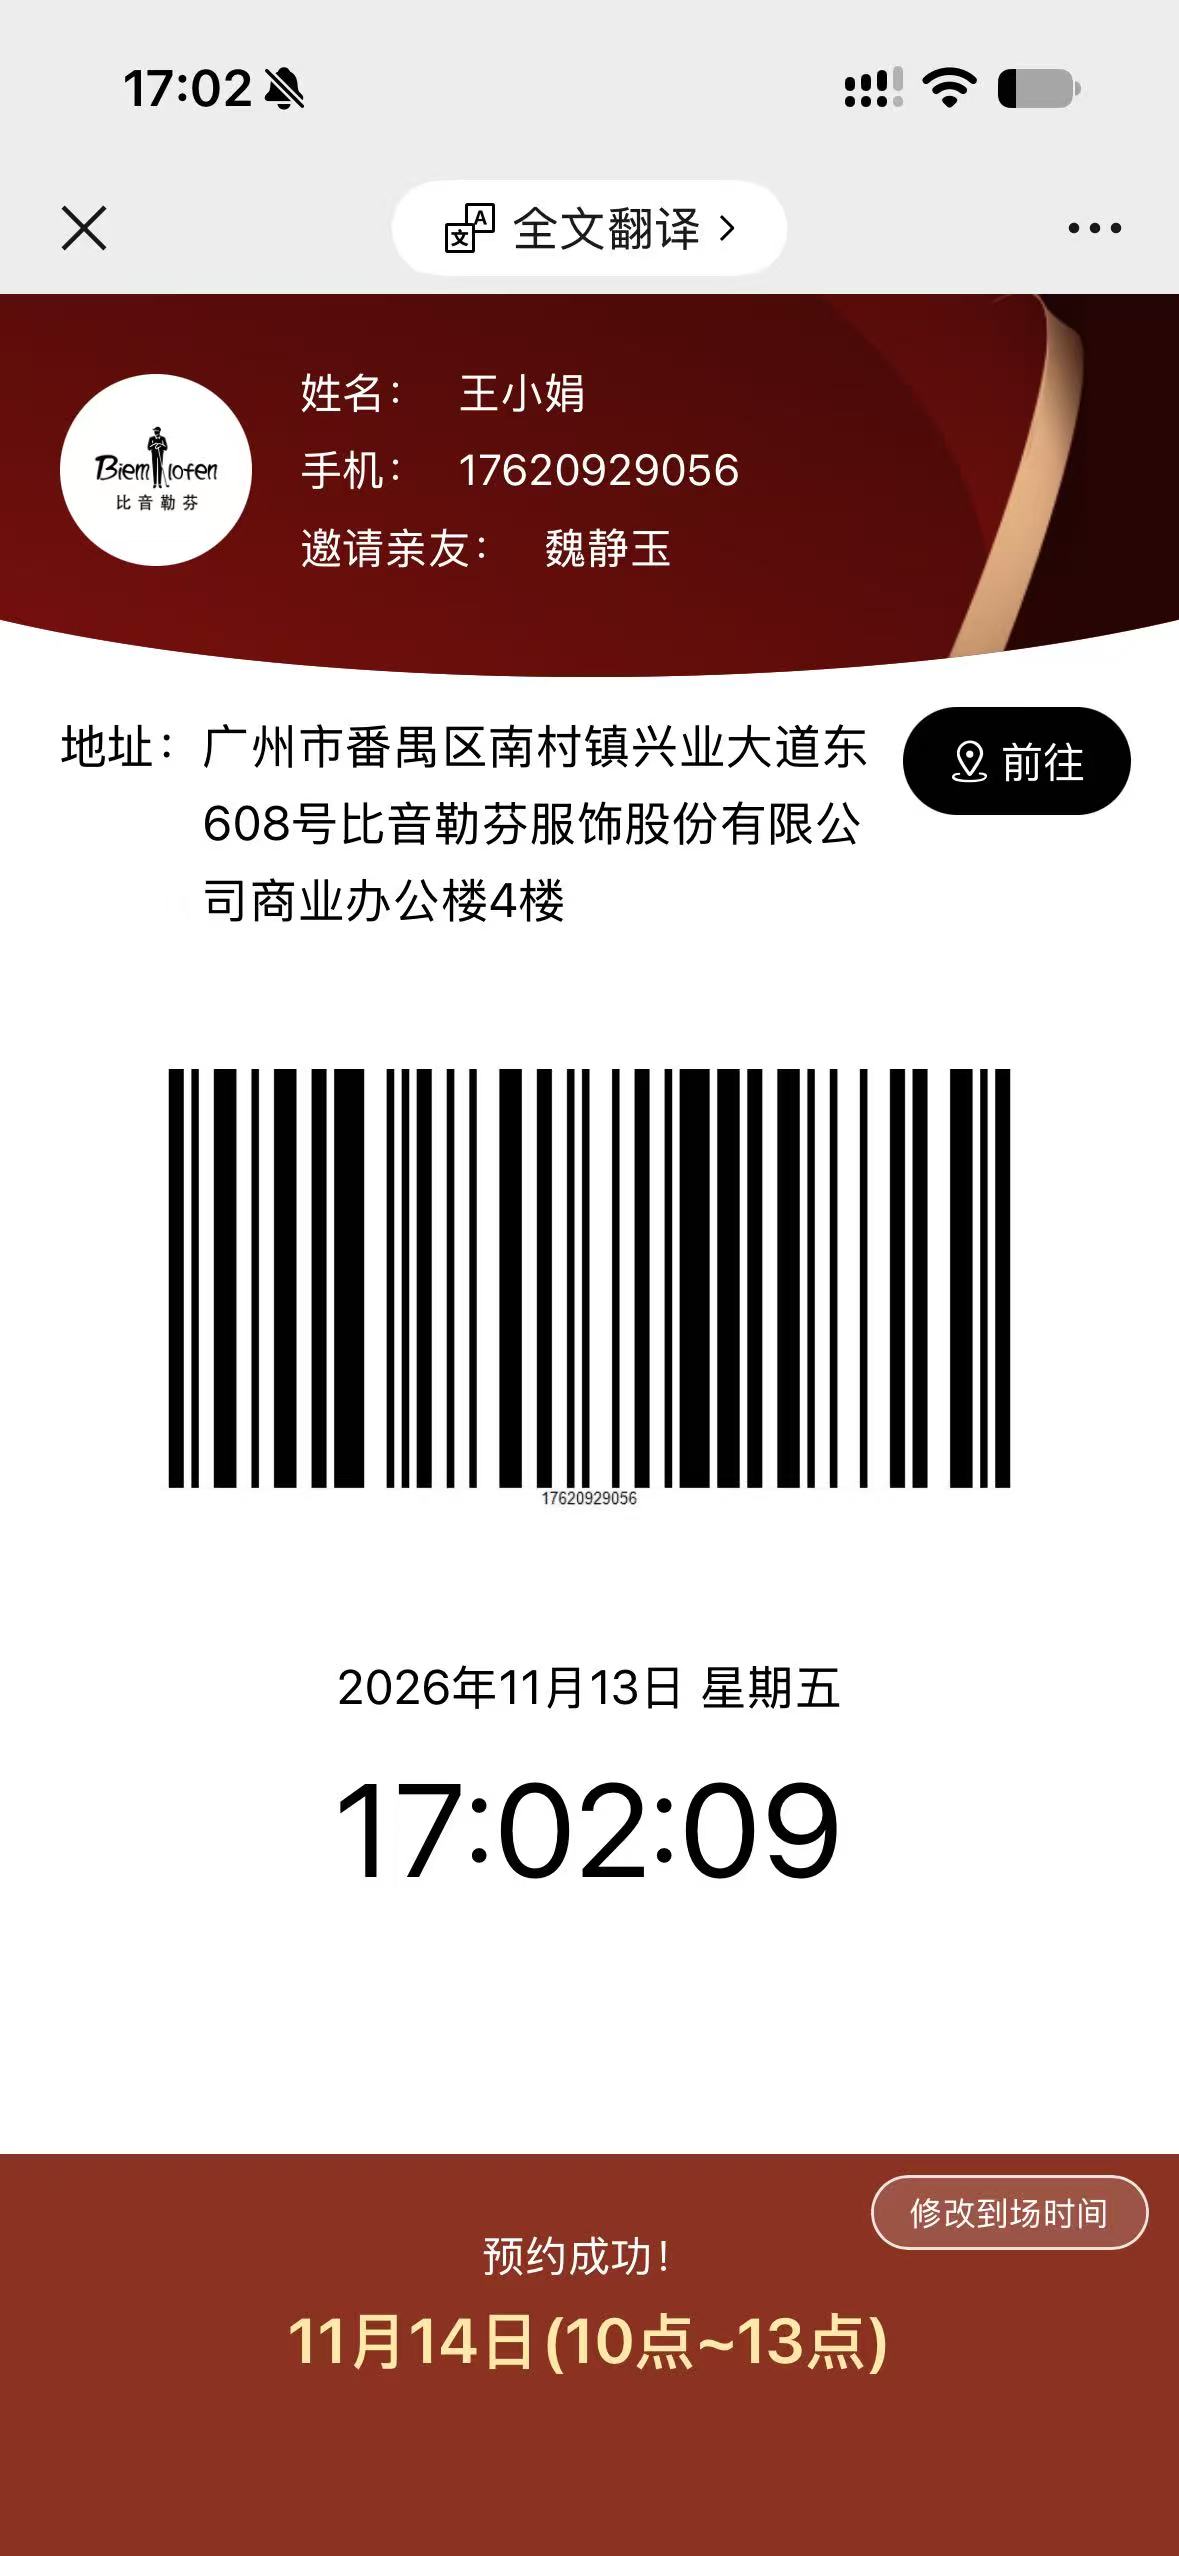 17:02
全文翻译
姓名： 王小娟
手机： 17620929056
邀请亲友： 魏静玉
Biem lofen
比音勒芬
地址：广州市番禺区南村镇兴业大道东
608号比音勒芬服饰股份有限公
司商业办公楼4楼
前往
17620929056
2026年11月13日 星期五
17:02:09
修改到场时间
预约成功！
11月14日(10点~13点)